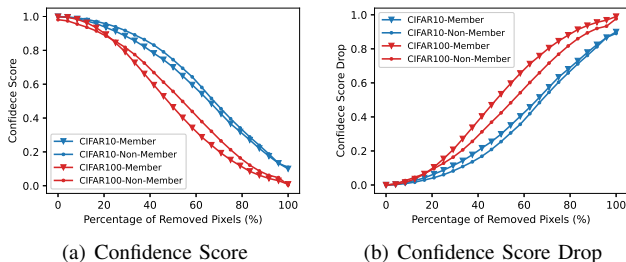 1.0
0.8
0.6
0.4
0.2
0.0
Confidece Score
CIFAR10-Member
CIFAR10-Non-Member
CIFAR100-Member
CIFAR100-Non-Member
0 20 40 60 80 100
Percentage of Removed Pixels (%)
(a) Confidence Score
1.0
0.8
0.6
0.4
0.2
0.0
Confidece Score Drop
CIFAR10-Member
CIFAR10-Non-Member
CIFAR100-Member
CIFAR100-Non-Member
0 20 40 60 80 100
Percentage of Removed Pixels (%)
(b) Confidence Score Drop